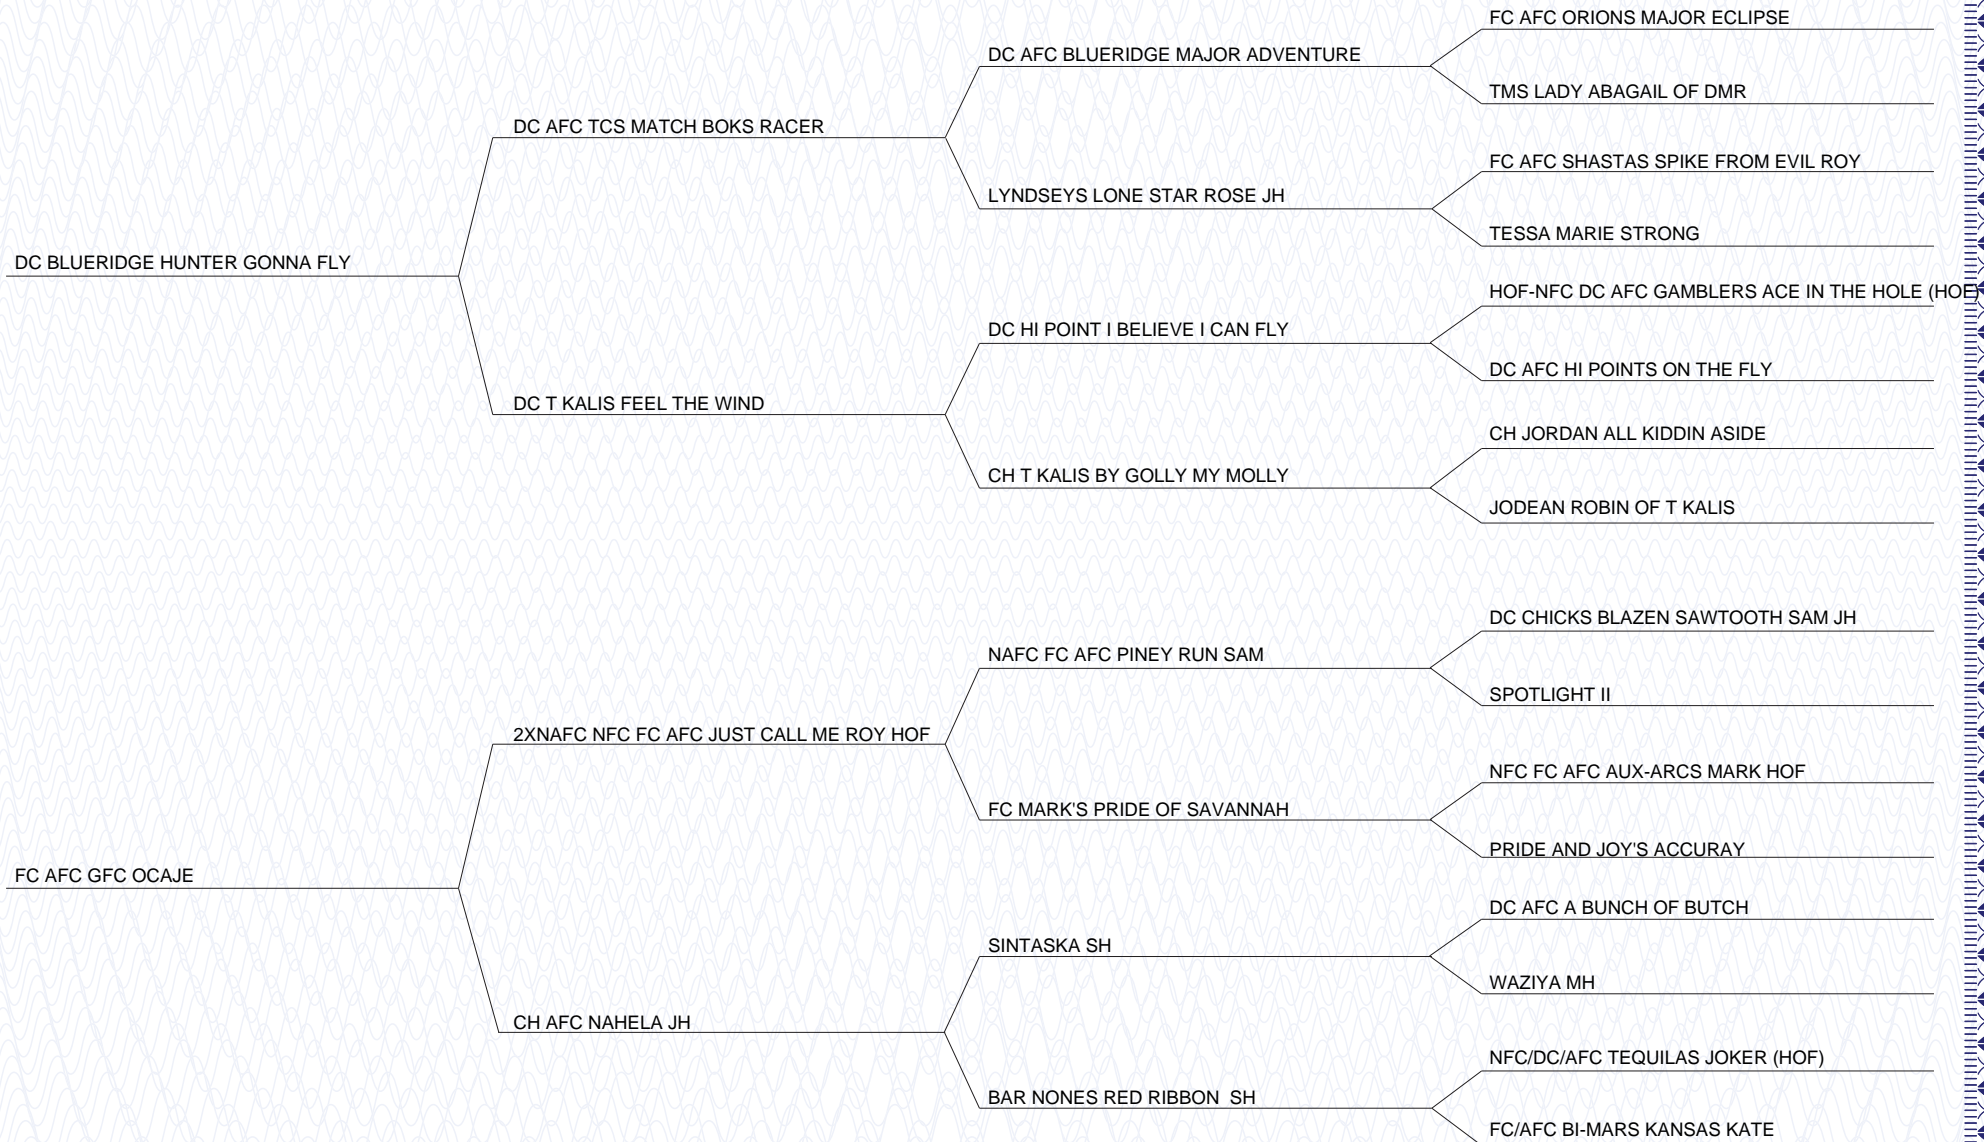 FC AFC ORIONS MAJOR ECLIPSE
DC AFC BLUERIDGE MAJOR ADVENTURE
TMS LADY ABAGAIL OF DMR
DC AFC TCS MATCH BOKS RACER
FC AFC SHASTAS SPIKE FROM EVIL ROY
LYNDSEYS LONE STAR ROSE JH
TESSA MARIE STRONG
DC BLUERIDGE HUNTER GONNA FLY
HOF-NFC DC AFC GAMBLERS ACE IN THE HOLE (HOF)
DC HI POINT I BELIEVE I CAN FLY
DC AFC HI POINTS ON THE FLY
DC T KALIS FEEL THE WIND
CH JORDAN ALL KIDDIN ASIDE
CH T KALIS BY GOLLY MY MOLLY
JODEAN ROBIN OF T KALIS
DC CHICKS BLAZEN SAWTOOTH SAM JH
NAFC FC AFC PINEY RUN SAM
SPOTLIGHT II
2XNAFC NFC FC AFC JUST CALL ME ROY HOF
NFC FC AFC AUX-ARCS MARK HOF
FC MARK'S PRIDE OF SAVANNAH
PRIDE AND JOY'S ACCURAY
FC AFC GFC OCAJE
DC AFC A BUNCH OF BUTCH
SINTASKA SH
WAZIYA MH
CH AFC NAHELA JH
NFC/DC/AFC TEQUILAS JOKER (HOF)
BAR NONES RED RIBBON  SH
FC/AFC BI-MARS KANSAS KATE